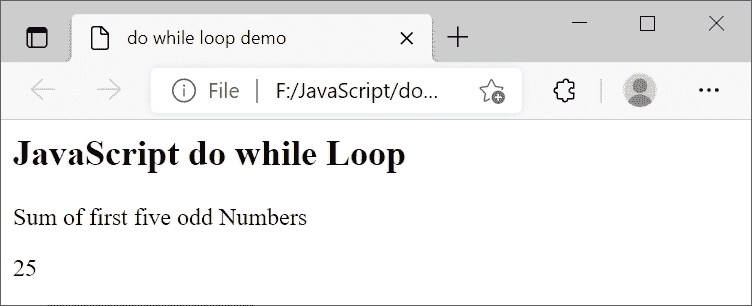 do while loop demo
File | F:/JavaScript/do...
JavaScript do while Loop
Sum of first five odd Numbers
25